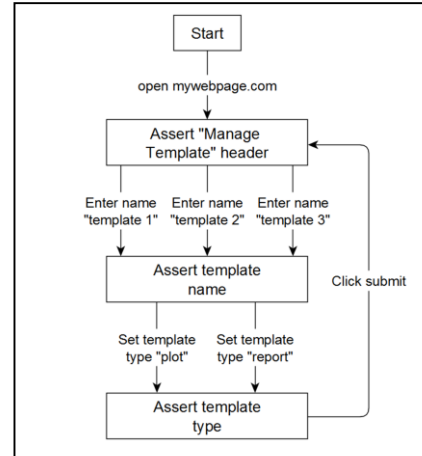 Start
open mywebpage.com
Assert "Manage
Template" header
Enter name
"template 1"
Enter name
"template 2"
Enter name
"template 3"
Assert template
name
Click submit
Set template
type "plot"
Set template
type "report"
Assert template
type